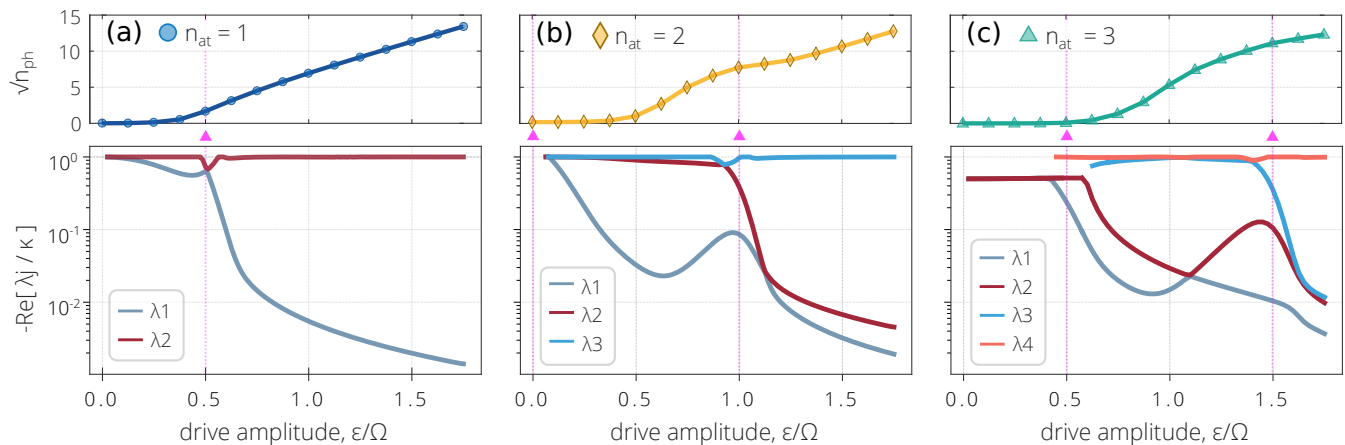 (a) n_at = 1
(b) n_at = 2
(c) n_at = 3
√n_ph
15
10
5
0
-Re[ λj / κ ]
10^0
10^-1
10^-2
λ1
λ2
λ1
λ2
λ3
λ1
λ2
λ3
λ4
0.0 0.5 1.0 1.5
0.0 0.5 1.0 1.5
0.0 0.5 1.0 1.5
drive amplitude, ε/Ω
drive amplitude, ε/Ω
drive amplitude, ε/Ω